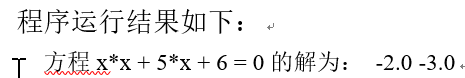 程序运行结果如下：
方程 x*x + 5*x + 6 = 0 的解为： -2.0 -3.0